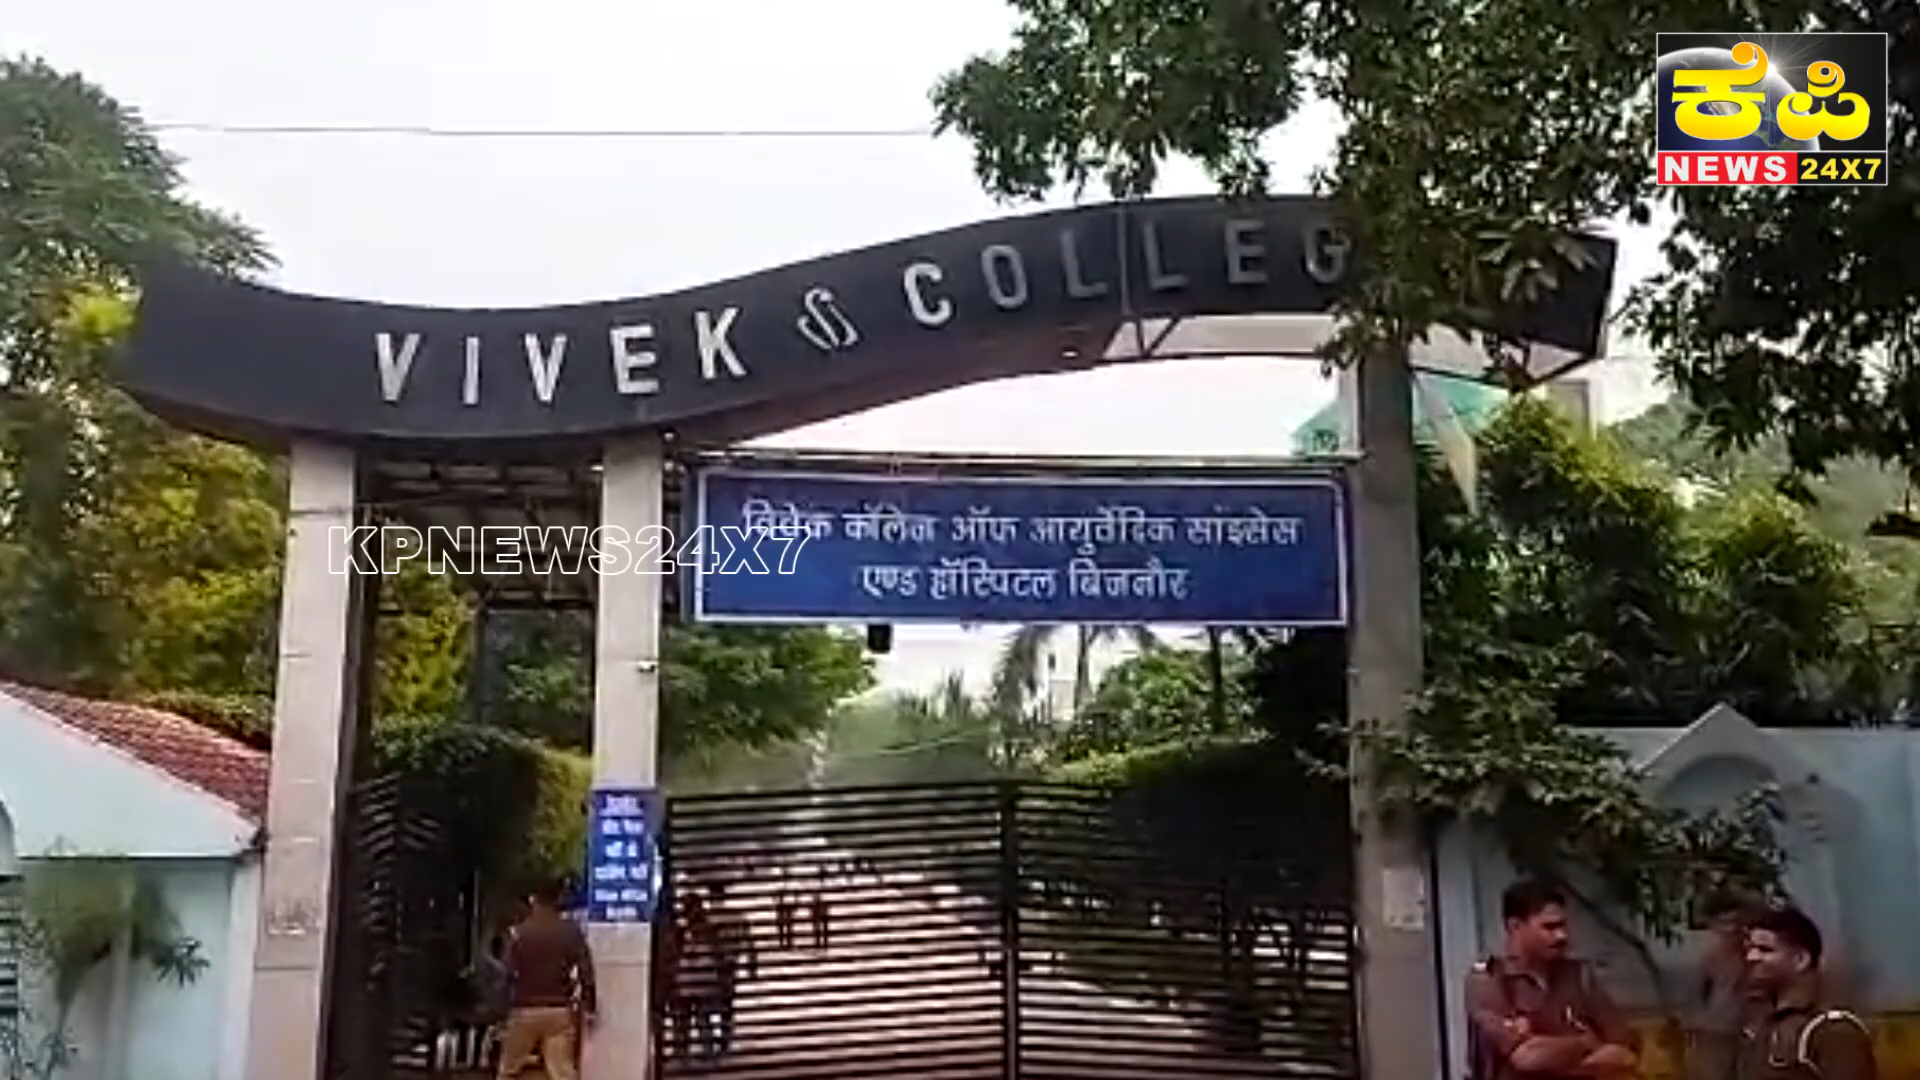 ಕೆಪಿ
NEWS 24X7
VIVEK COLLEG
विवेक कॉलेज ऑफ आयुर्वेदिक सांइसेस
एण्ड हॉस्पिटल बिजनौर
KPNEWS24X7